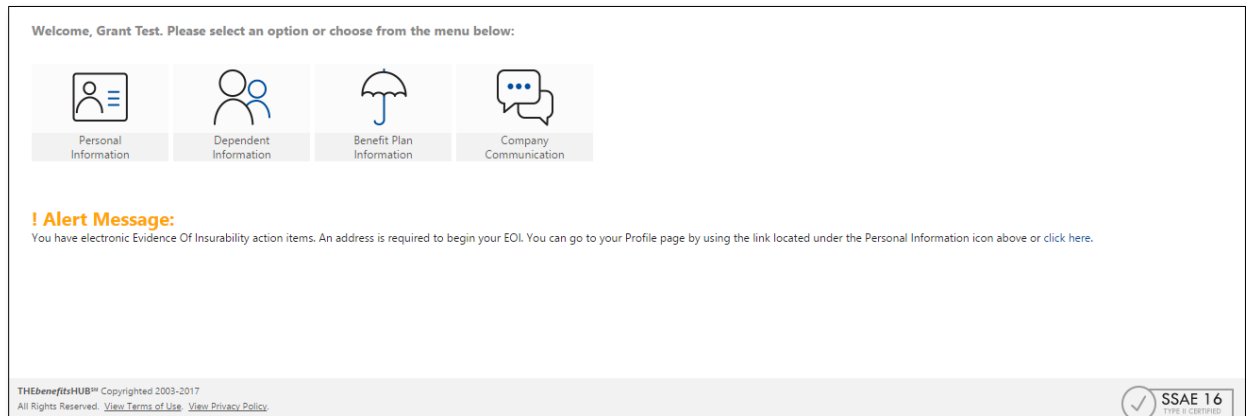 Welcome, Grant Test. Please select an option or choose from the menu below:
Personal
Information
Dependent
Information
Benefit Plan
Information
Company
Communication
! Alert Message:
You have electronic Evidence Of Insurability action items. An address is required to begin your EOI. You can go to your Profile page by using the link located under the Personal Information icon above or click here.
THEbenefitsHUB℠ Copyrighted 2003-2017
All Rights Reserved. View Terms of Use. View Privacy Policy.
SSAE 16
TYPE II CERTIFIED